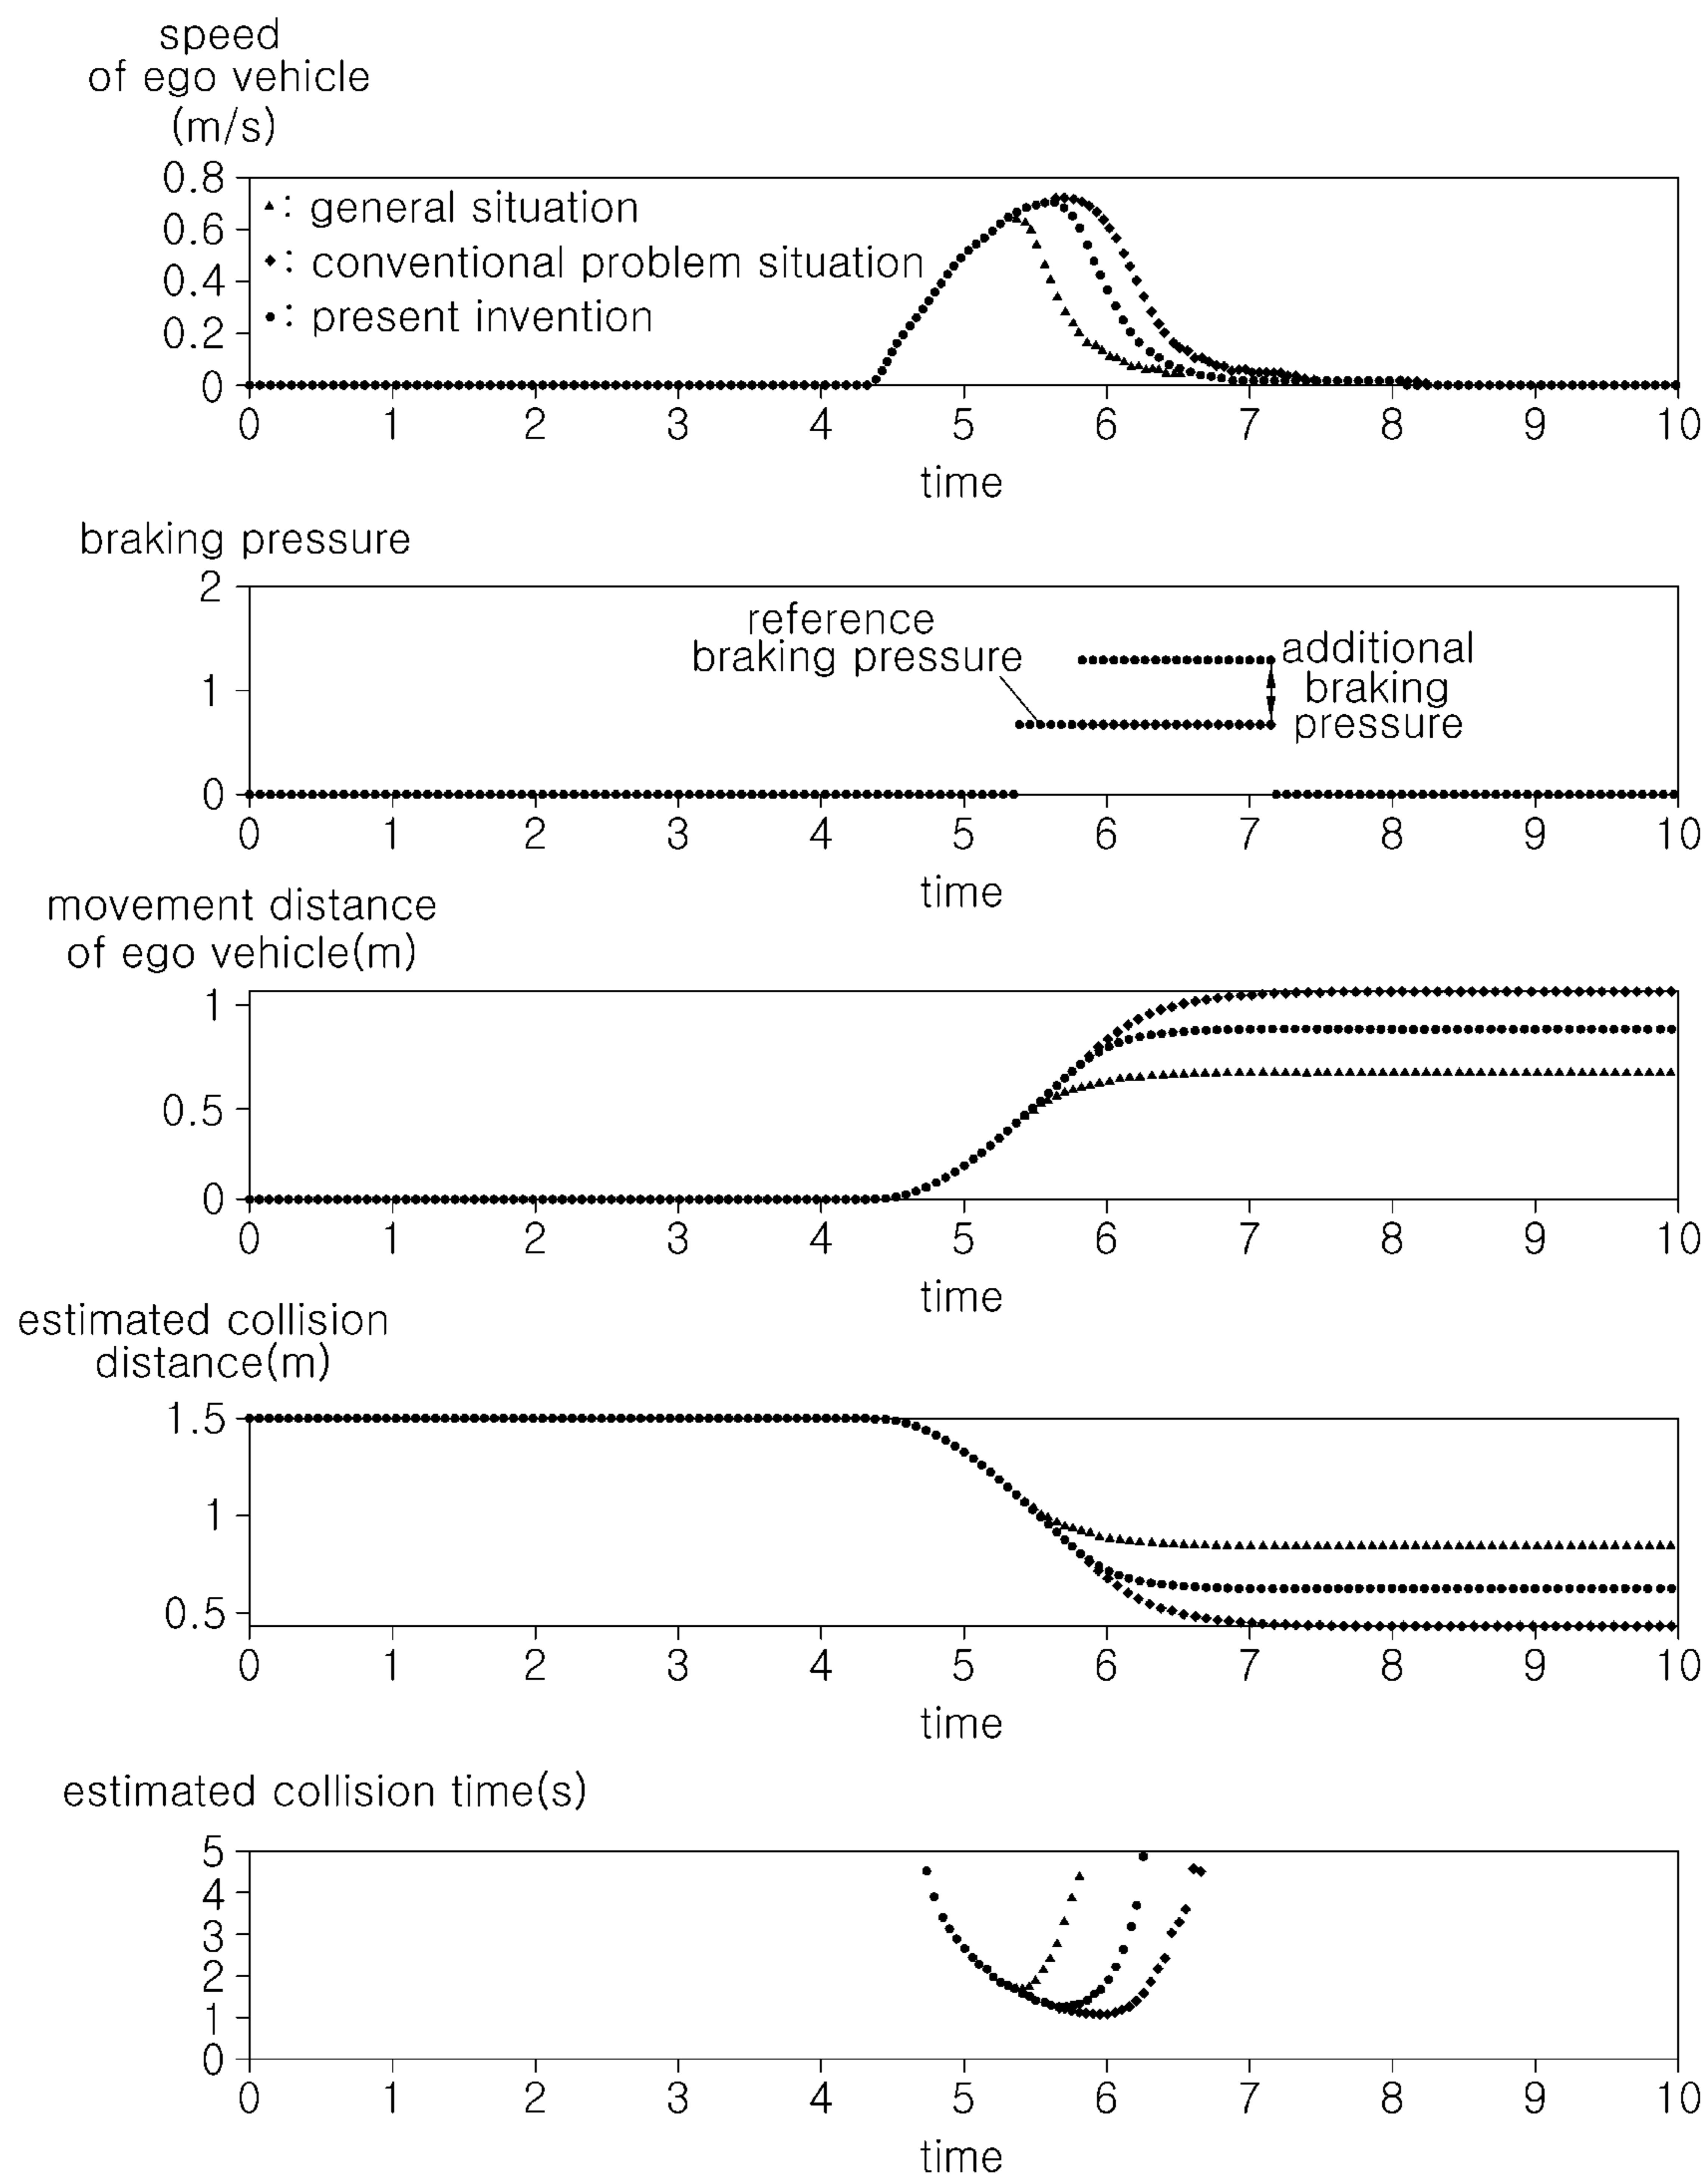 speed
of ego vehicle
(m/s)
0.8
0.6
0.4
0.2
0
▲: general situation
◆: conventional problem situation
●: present invention
0 1 2 3 4 5 6 7 8 9 10
time
braking pressure
2
1
0
reference
braking pressure
additional
braking
pressure
0 1 2 3 4 5 6 7 8 9 10
time
movement distance
of ego vehicle(m)
1
0.5
0
0 1 2 3 4 5 6 7 8 9 10
time
estimated collision
distance(m)
1.5
1
0.5
0 1 2 3 4 5 6 7 8 9 10
time
estimated collision time(s)
5
4
3
2
1
0
0 1 2 3 4 5 6 7 8 9 10
time